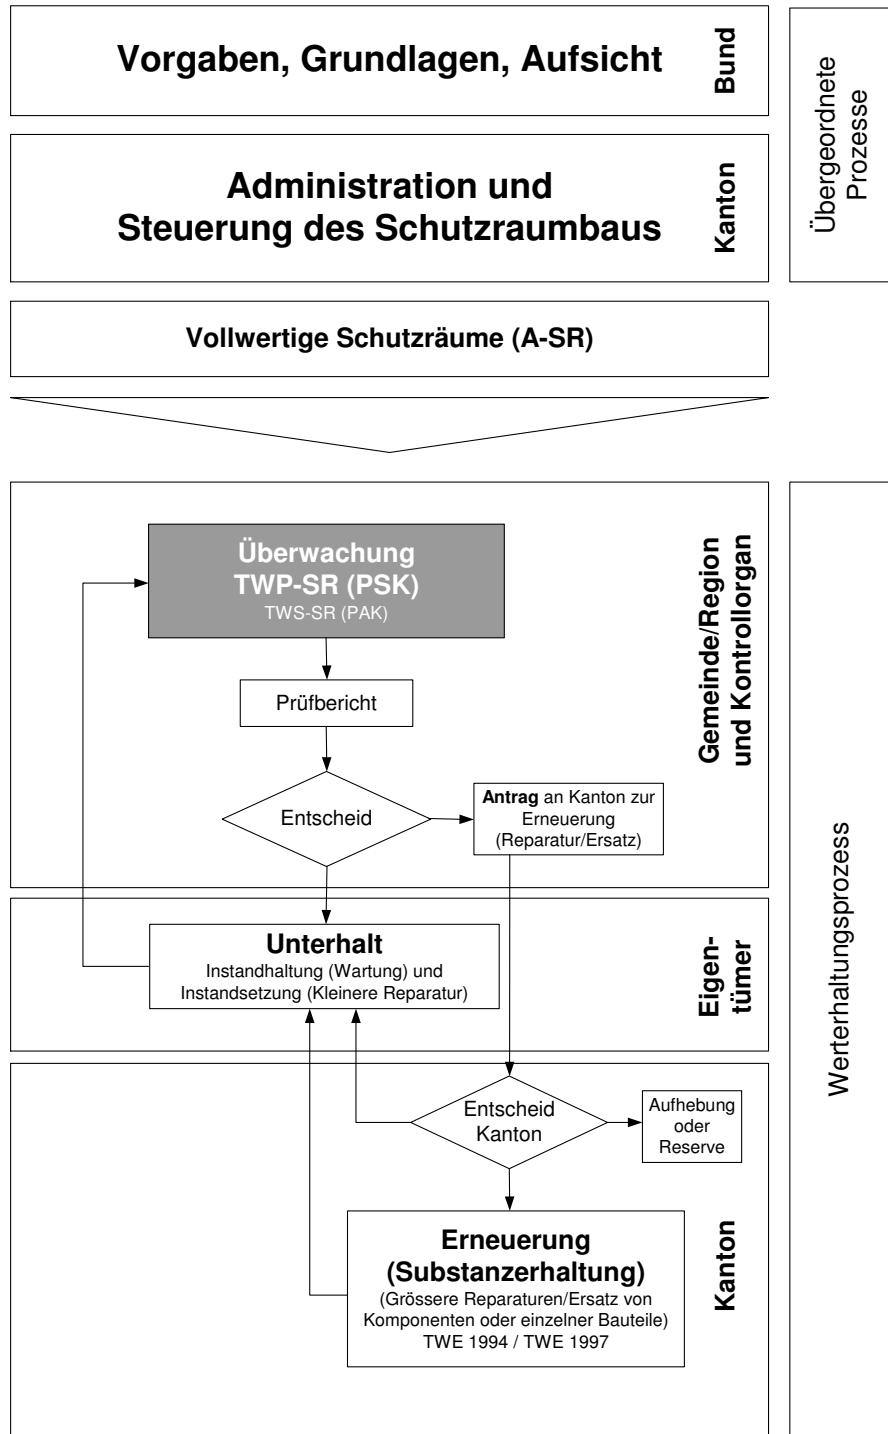 Vorgaben, Grundlagen, Aufsicht
Bund
Übergeordnete
Prozesse
Administration und
Steuerung des Schutzraumbaus
Kanton
Vollwertige Schutzräume (A-SR)
Überwachung
TWP-SR (PSK)
TWS-SR (PAK)
Gemeinde/Region
und Kontrollorgan
Prüfbericht
Entscheid
Antrag an Kanton zur
Erneuerung
(Reparatur/Ersatz)
Werterhaltungsprozess
Unterhalt
Instandhaltung (Wartung) und
Instandsetzung (Kleinere Reparatur)
Eigen-
tümer
Entscheid
Kanton
Aufhebung
oder
Reserve
Erneuerung
(Substanzerhaltung)
(Grössere Reparaturen/Ersatz von
Komponenten oder einzelner Bauteile)
TWE 1994 / TWE 1997
Kanton